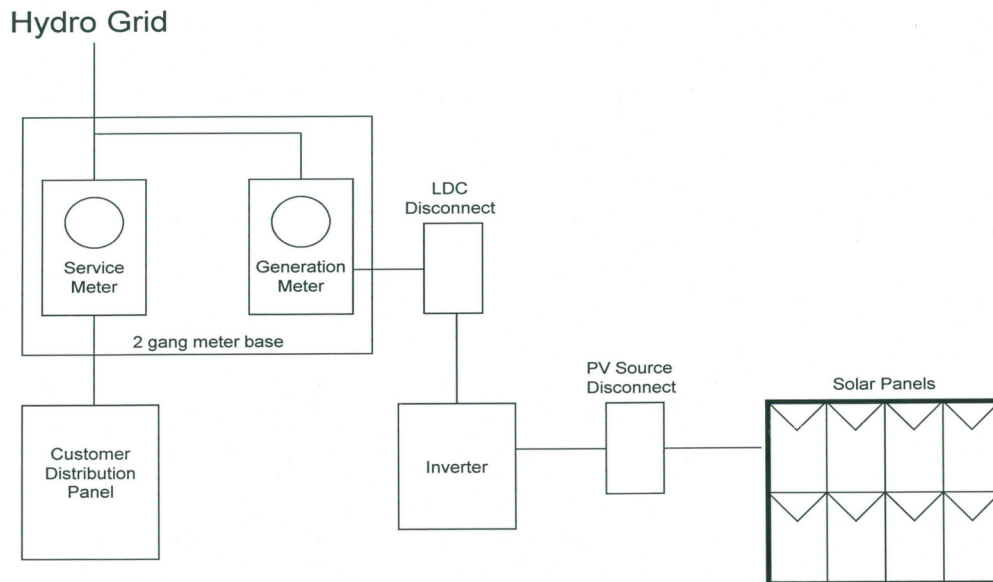 Hydro Grid
LDC
Disconnect
Service
Meter
Generation
Meter
2 gang meter base
PV Source
Disconnect
Solar Panels
Customer
Distribution
Panel
Inverter